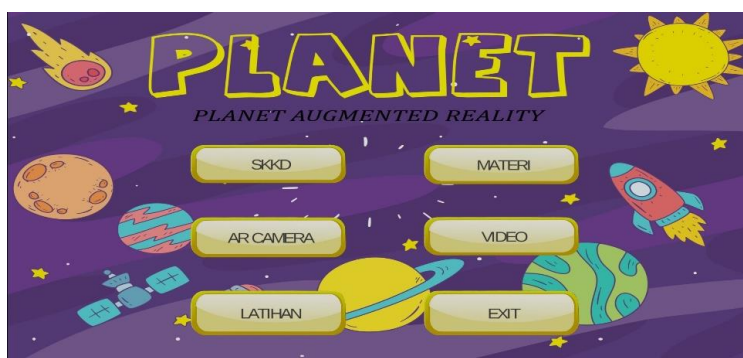 PLANET
PLANET AUGMENTED REALITY
SKKD
MATERI
AR CAMERA
VIDEO
LATIHAN
EXIT